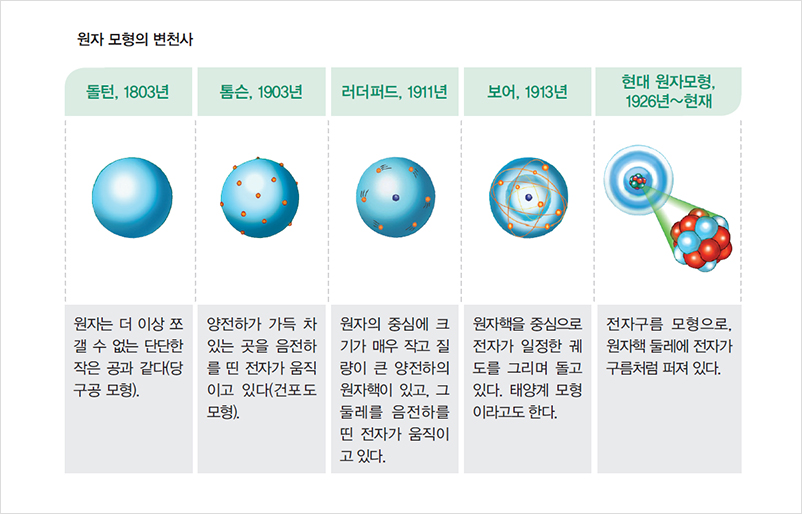 원자 모형의 변천사
돌턴, 1803년
톰슨, 1903년
러더퍼드, 1911년
보어, 1913년
현대 원자모형,
1926년~현재
원자는 더 이상 쪼
갤 수 없는 단단한
작은 공과 같다(당
구공 모형).
양전하가 가득 차
있는 곳을 음전하
를 띤 전자가 움직
이고 있다(건포도
모형).
원자의 중심에 크
기가 매우 작고 질
량이 큰 양전하의
원자핵이 있고, 그
둘레를 음전하를
띤 전자가 움직이
고 있다.
원자핵을 중심으로
전자가 일정한 궤
도를 그리며 돌고
있다. 태양계 모형
이라고도 한다.
전자구름 모형으로,
원자핵 둘레에 전자가
구름처럼 퍼져 있다.